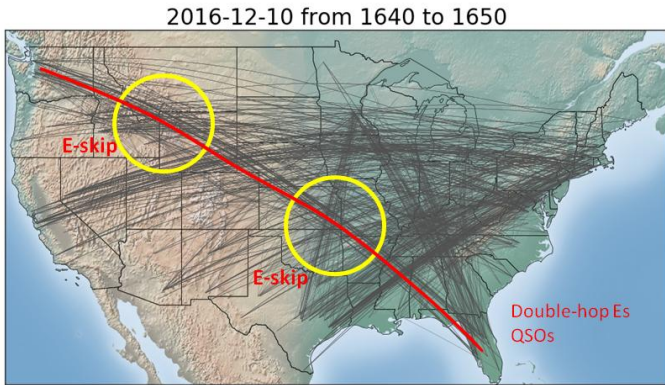 2016-12-10 from 1640 to 1650
E-skip
E-skip
Double-hop Es
QSOs